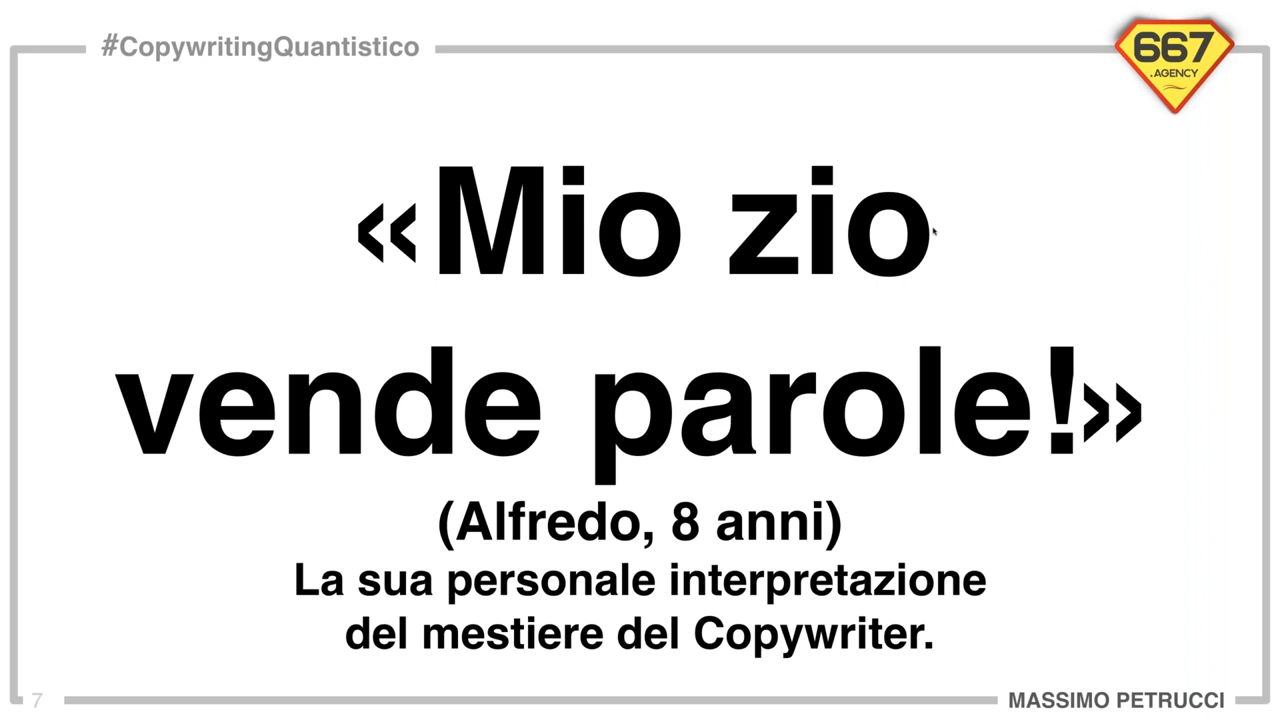 #CopywritingQuantistico
667
.AGENCY
«Mio zio
vende parole!»
(Alfredo, 8 anni)
La sua personale interpretazione
del mestiere del Copywriter.
7
MASSIMO PETRUCCI